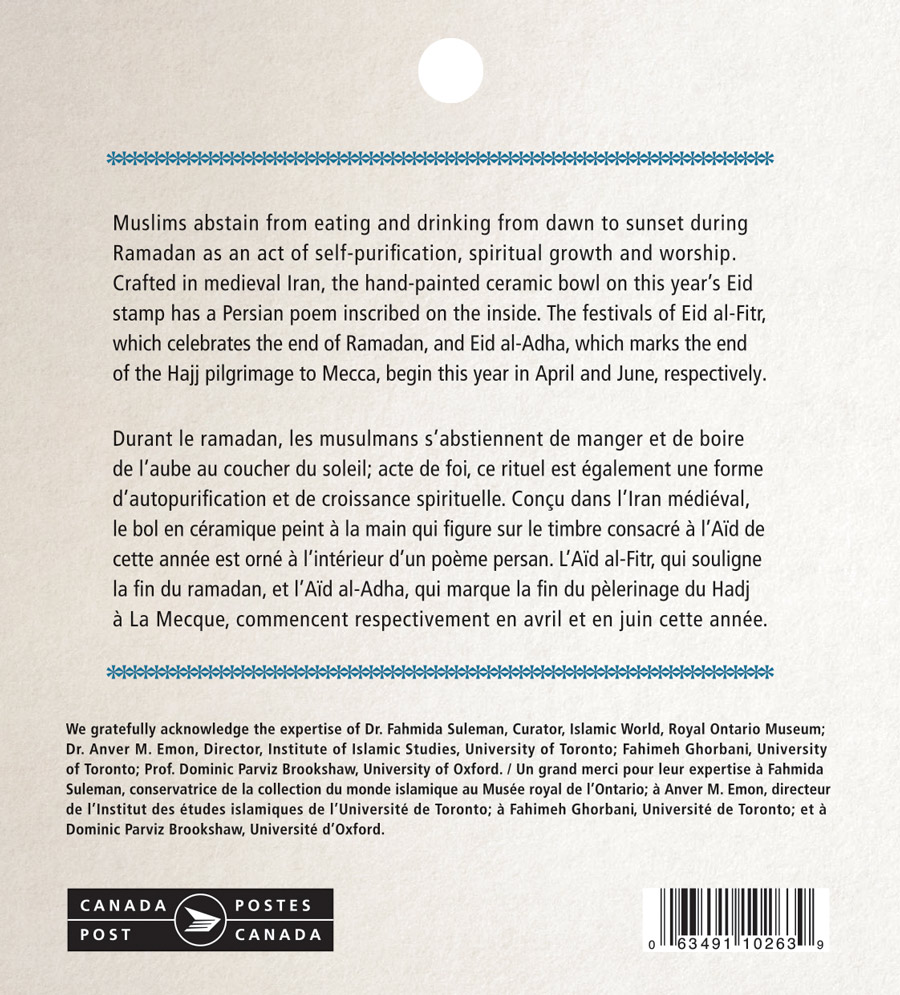 Muslims abstain from eating and drinking from dawn to sunset during
Ramadan as an act of self-purification, spiritual growth and worship.
Crafted in medieval Iran, the hand-painted ceramic bowl on this year’s Eid
stamp has a Persian poem inscribed on the inside. The festivals of Eid al-Fitr,
which celebrates the end of Ramadan, and Eid al-Adha, which marks the end
of the Hajj pilgrimage to Mecca, begin this year in April and June, respectively.
Durant le ramadan, les musulmans s’abstiennent de manger et de boire
de l’aube au coucher du soleil; acte de foi, ce rituel est également une forme
d’autopurification et de croissance spirituelle. Conçu dans l’Iran médiéval,
le bol en céramique peint à la main qui figure sur le timbre consacré à l’Aïd de
cette année est orné à l’intérieur d’un poème persan. L’Aïd al-Fitr, qui souligne
la fin du ramadan, et l’Aïd al-Adha, qui marque la fin du pèlerinage du Hadj
à La Mecque, commencent respectivement en avril et en juin cette année.
We gratefully acknowledge the expertise of Dr. Fahmida Suleman, Curator, Islamic World, Royal Ontario Museum;
Dr. Anver M. Emon, Director, Institute of Islamic Studies, University of Toronto; Fahimeh Ghorbani, University
of Toronto; Prof. Dominic Parviz Brookshaw, University of Oxford. / Un grand merci pour leur expertise à Fahmida
Suleman, conservatrice de la collection du monde islamique au Musée royal de l’Ontario; à Anver M. Emon, directeur
de l’Institut des études islamiques de l’Université de Toronto; à Fahimeh Ghorbani, Université de Toronto; et à
Dominic Parviz Brookshaw, Université d’Oxford.
CANADA POSTES
POST CANADA
0 63491 10263 9